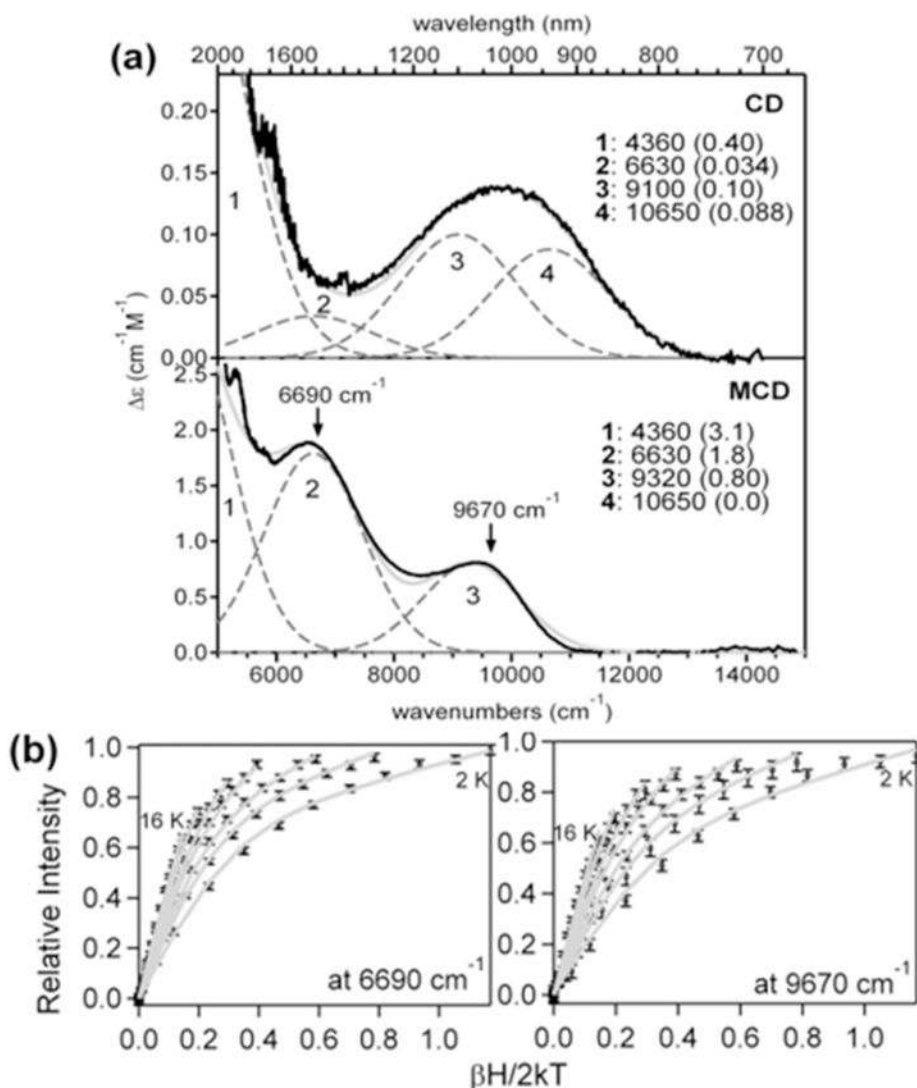 wavelength (nm)
2000 1600 1200 1000 900 800 700
(a)
CD
0.20
0.15
0.10
0.05
0.00
1: 4360 (0.40)
2: 6630 (0.034)
3: 9100 (0.10)
4: 10650 (0.088)
1
2
3
4
Δε (cm⁻¹M⁻¹)
MCD
2.5
2.0
1.5
1.0
0.5
0.0
6690 cm⁻¹
9670 cm⁻¹
1: 4360 (3.1)
2: 6630 (1.8)
3: 9320 (0.80)
4: 10650 (0.0)
1
2
3
6000 8000 10000 12000 14000
wavenumbers (cm⁻¹)
(b)
Relative Intensity
1.0
0.8
0.6
0.4
0.2
0.0
16 K
2 K
at 6690 cm⁻¹
0.0 0.2 0.4 0.6 0.8 1.0
1.0
0.8
0.6
0.4
0.2
0.0
16 K
2 K
at 9670 cm⁻¹
0.0 0.2 0.4 0.6 0.8 1.0
βH/2kT